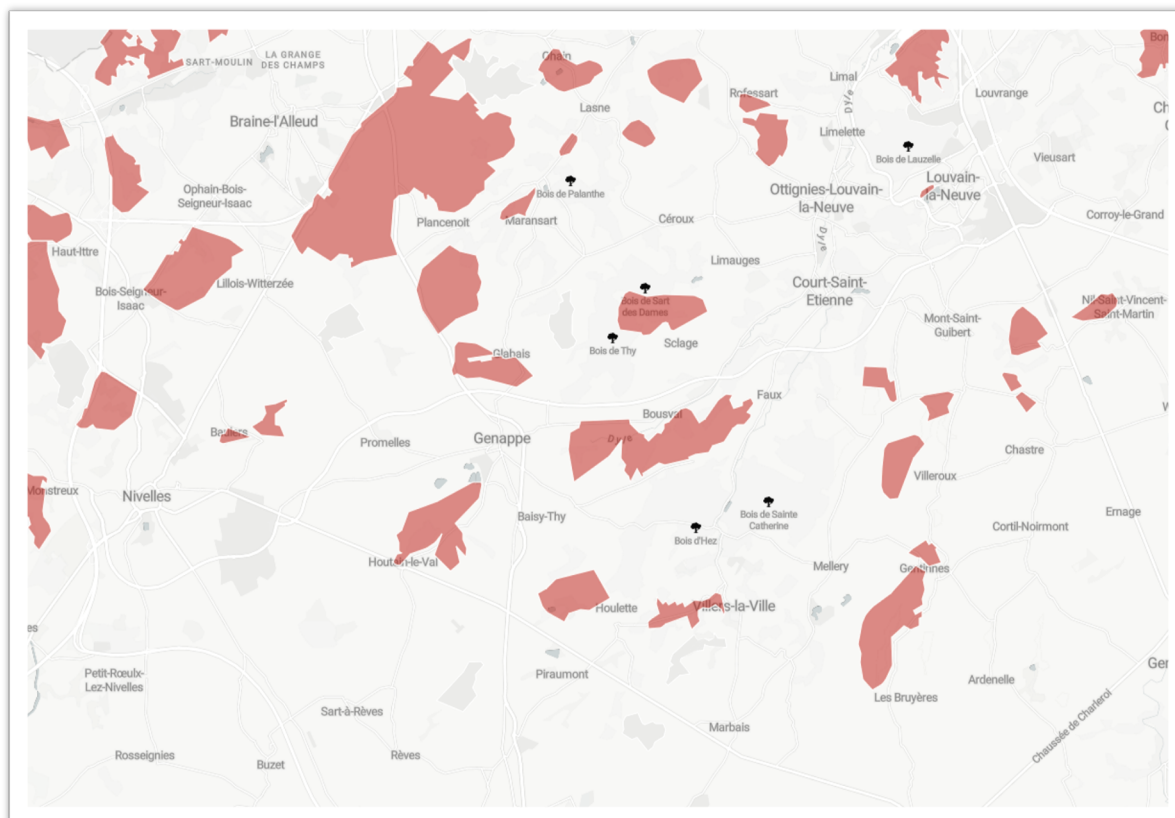 Ohain
LA GRANGE
DES CHAMPS
SART-MOULIN
Limal
Rofessart
Louvrange
Lasne
Dyle
Braine-l'Alleud
Limelette
Bois de Lauzelle
Vieusart
Louvain-
la-Neuve
Ophain-Bois-
Seigneur-Isaac
Bois de Palanthe
Ottignies-Louvain-
la-Neuve
Plancenoit
Maransart
Céroux
Corroy-le-Grand
Dyle
Haut-Ittre
Limauges
Lillois-Witterzée
Bois-Seigneur-
Isaac
Court-Saint-
Etienne
Bois de Sart
des Dames
Nil-Saint-Vincent-
Saint-Martin
Mont-Saint-
Guibert
Sclage
Bois de Thy
Glabais
Faux
Bousval
Baulers
Promelles
Genappe
Dyle
Chastre
Villeroux
Monstreux
Nivelles
Baisy-Thy
Bois de Sainte
Catherine
Bois d'Hez
Ernage
Cortil-Noirmont
Houtain-le-Val
Mellery
Gentinnes
Houlette
Villers-la-Ville
Petit-Rœulx-
Lez-Nivelles
Piraumont
Ardenelle
Les Bruyères
Sart-à-Rèves
Marbais
Chaussée de Charleroi
Rosseignies
Buzet
Rèves